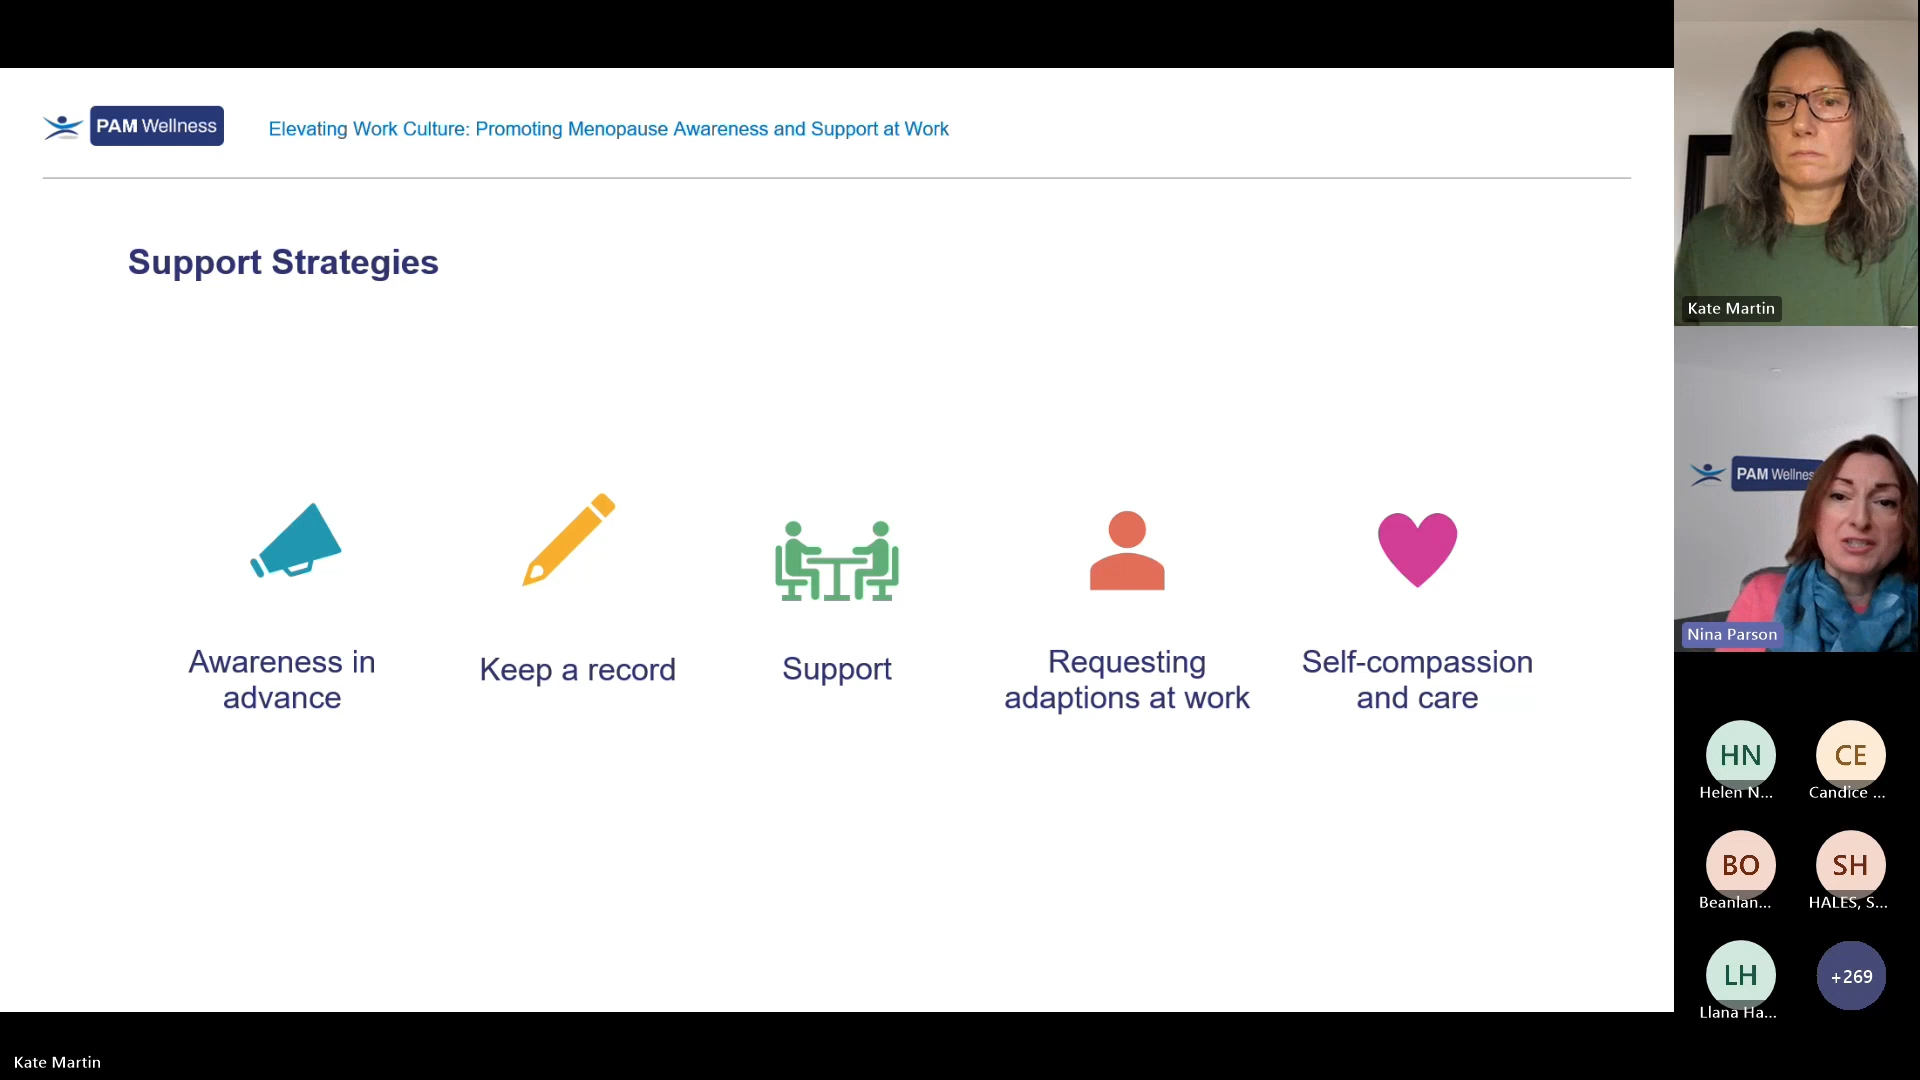 PAM Wellness
Elevating Work Culture: Promoting Menopause Awareness and Support at Work
Support Strategies
Awareness in
advance
Keep a record
Support
Requesting
adaptions at work
Self-compassion
and care
Kate Martin
PAM Wellnes
Nina Parson
HN
Helen N...
CE
Candice ...
BO
Beanlan...
SH
HALES, S...
LH
Llana Ha...
+269
Kate Martin